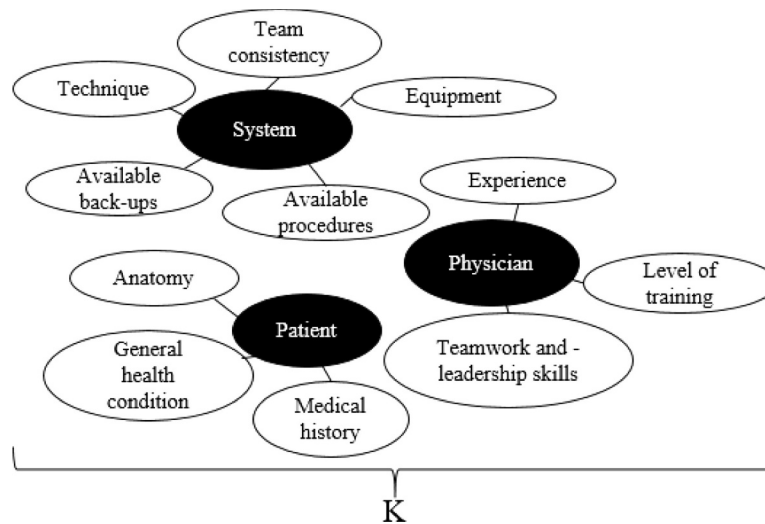 Team
consistency
Technique
Equipment
System
Available
back-ups
Available
procedures
Experience
Physician
Level of
training
Anatomy
Patient
General
health
condition
Teamwork and -
leadership skills
Medical
history
K